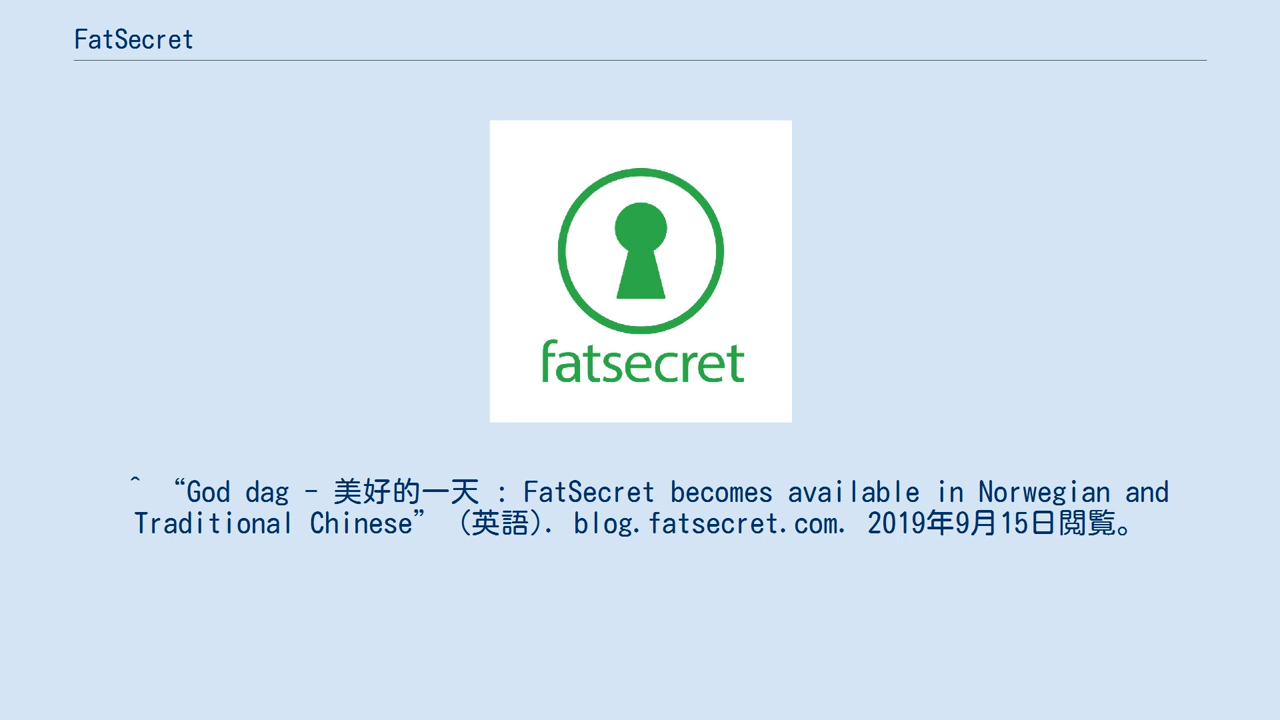 FatSecret
fatsecret
^ “God dag – 美好的一天 : FatSecret becomes available in Norwegian and
Traditional Chinese” (英語). blog.fatsecret.com. 2019年9月15日閲覧。